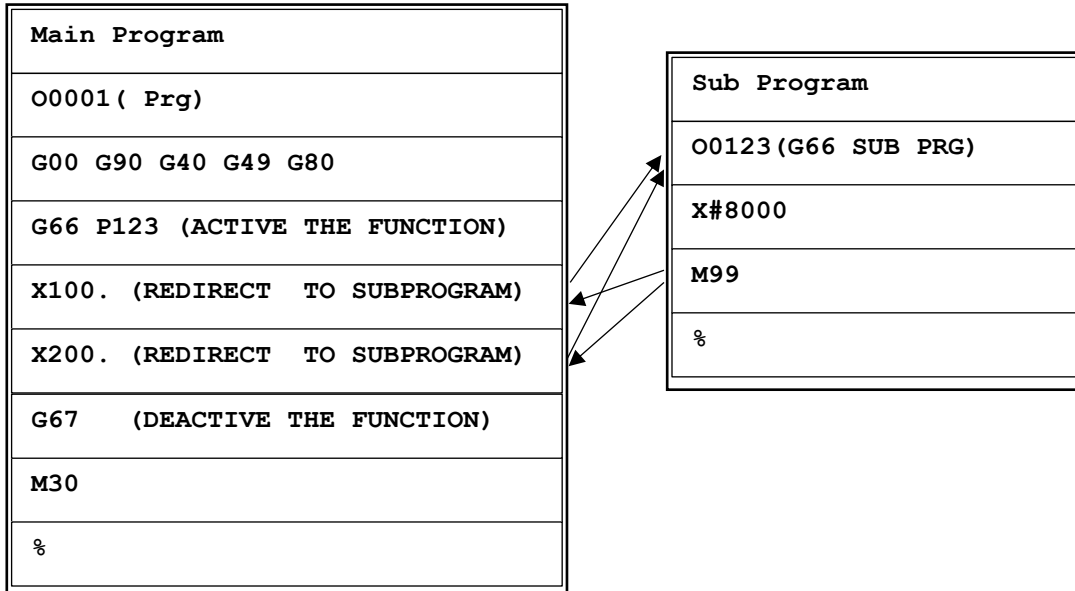 Main Program
O0001( Prg)
G00 G90 G40 G49 G80
G66 P123 (ACTIVE THE FUNCTION)
X100. (REDIRECT TO SUBPROGRAM)
X200. (REDIRECT TO SUBPROGRAM)
G67 (DEACTIVE THE FUNCTION)
M30
%
Sub Program
O0123(G66 SUB PRG)
X#8000
M99
%